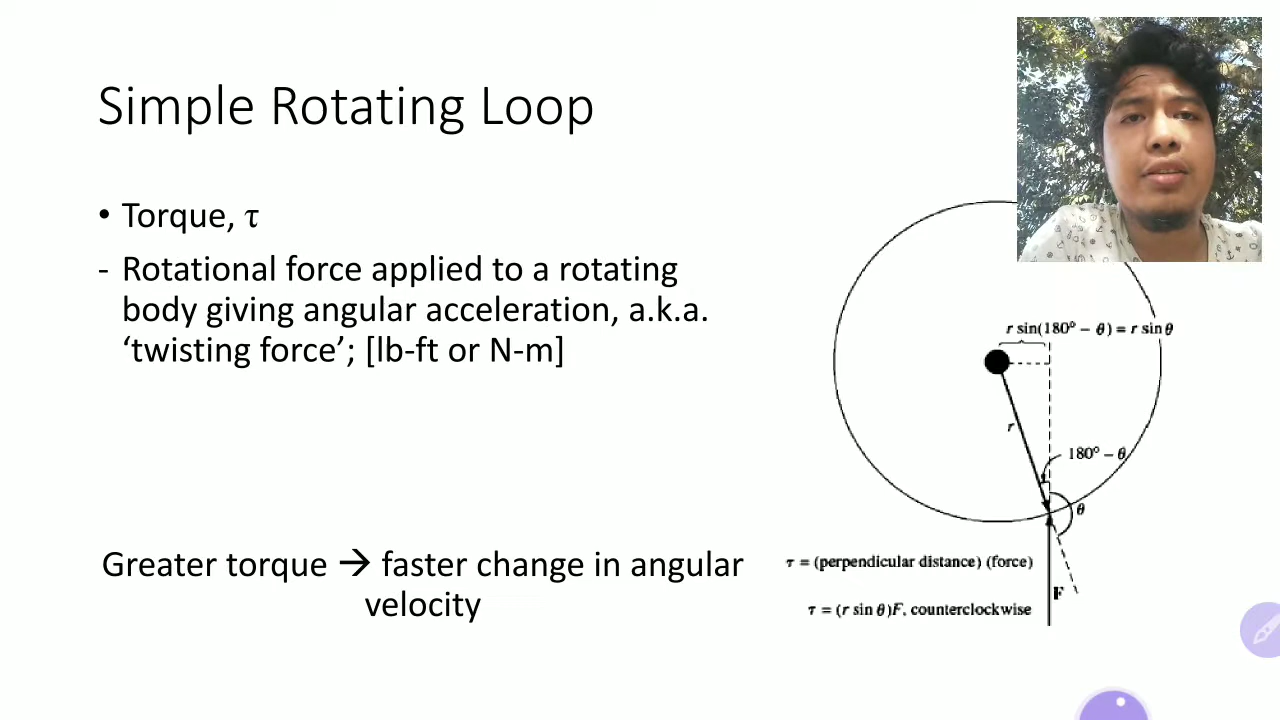 Simple Rotating Loop
• Torque, τ
- Rotational force applied to a rotating
body giving angular acceleration, a.k.a.
‘twisting force’; [lb-ft or N-m]
Greater torque → faster change in angular
velocity
r sin(180° − θ) = r sin θ
r
180° − θ
θ
F
τ = (perpendicular distance) (force)
τ = (r sin θ)F, counterclockwise